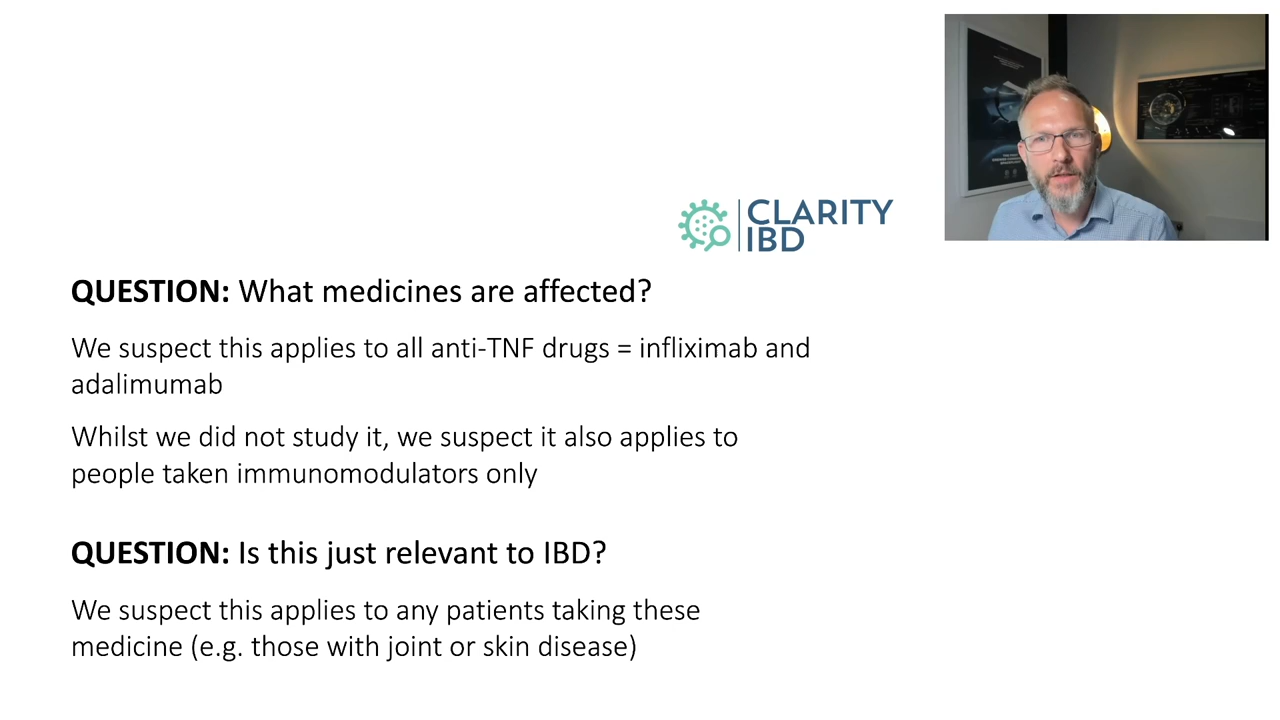 CLARITY
IBD
QUESTION: What medicines are affected?
We suspect this applies to all anti-TNF drugs = infliximab and
adalimumab
Whilst we did not study it, we suspect it also applies to
people taken immunomodulators only
QUESTION: Is this just relevant to IBD?
We suspect this applies to any patients taking these
medicine (e.g. those with joint or skin disease)